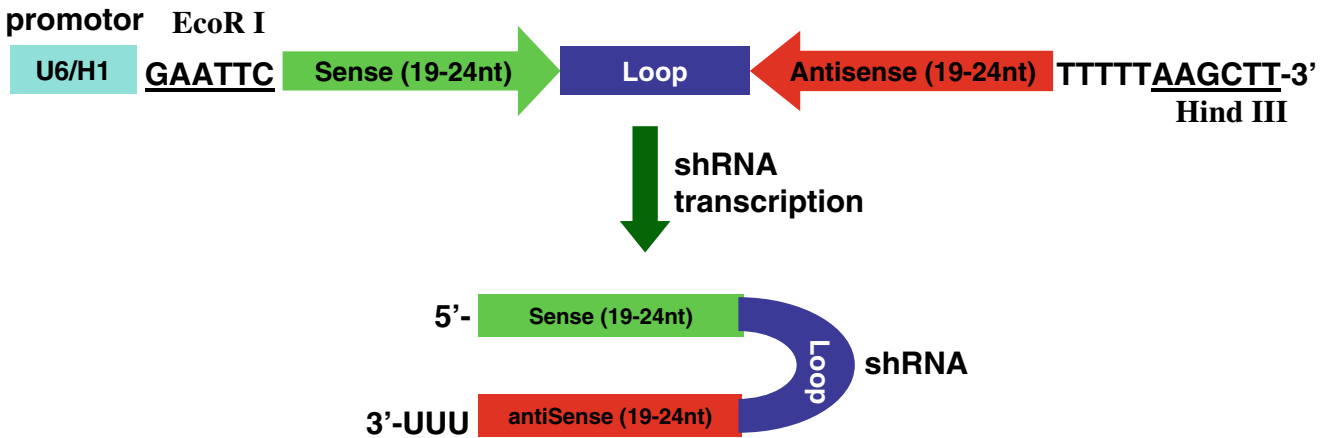 promotor EcoR I
U6/H1 GAATTC Sense (19-24nt) Loop Antisense (19-24nt) TTTTTAAGCTT-3’
Hind III
shRNA
transcription
5’- Sense (19-24nt)
Loop
shRNA
3’-UUU antiSense (19-24nt)